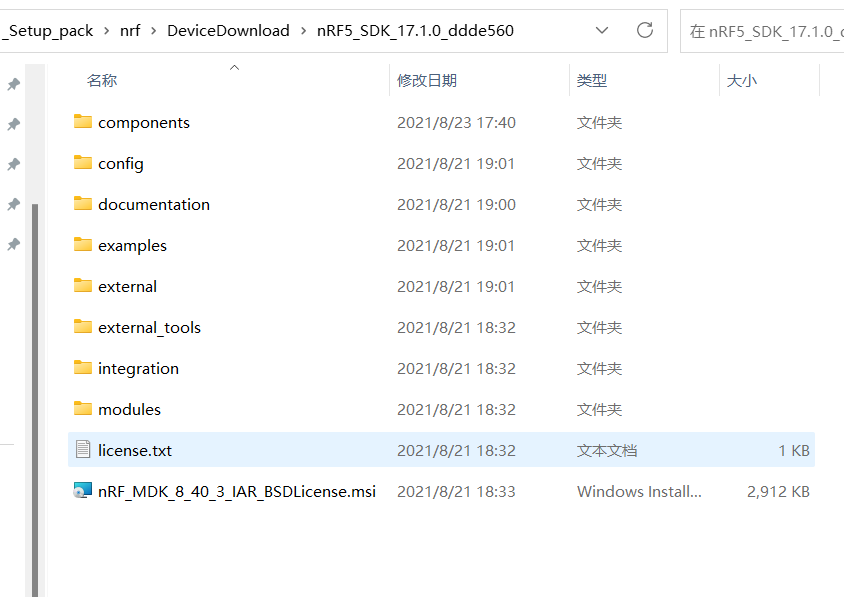 _Setup_pack > nrf > DeviceDownload > nRF5_SDK_17.1.0_ddde560
在 nRF5_SDK_17.1.0_d
名称 修改日期 类型 大小
components 2021/8/23 17:40 文件夹
config 2021/8/21 19:01 文件夹
documentation 2021/8/21 19:00 文件夹
examples 2021/8/21 19:01 文件夹
external 2021/8/21 19:01 文件夹
external_tools 2021/8/21 18:32 文件夹
integration 2021/8/21 18:32 文件夹
modules 2021/8/21 18:32 文件夹
license.txt 2021/8/21 18:32 文本文档 1 KB
nRF_MDK_8_40_3_IAR_BSDLicense.msi 2021/8/21 18:33 Windows Install... 2,912 KB